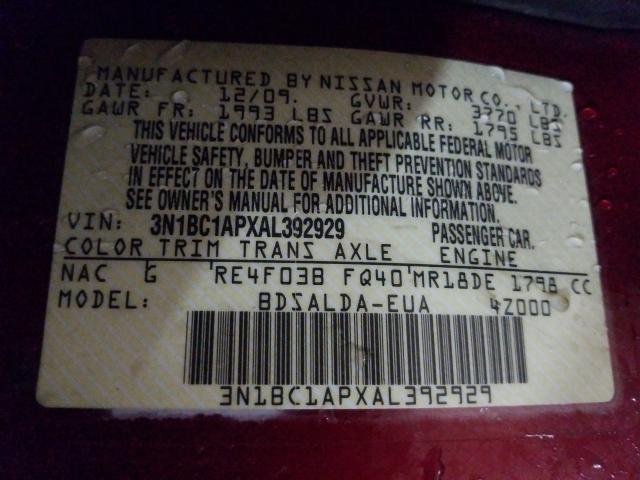 MANUFACTURED BY NISSAN MOTOR CO., LTD.
DATE: 12/09. GVWR: 3770 LBS
GAWR FR: 1993 LBS GAWR RR: 1795 LBS
THIS VEHICLE CONFORMS TO ALL APPLICABLE FEDERAL MOTOR
VEHICLE SAFETY, BUMPER AND THEFT PREVENTION STANDARDS
IN EFFECT ON THE DATE OF MANUFACTURE SHOWN ABOVE.
SEE OWNER'S MANUAL FOR ADDITIONAL INFORMATION.
VIN: 3N1BC1APXAL392929 PASSENGER CAR.
COLOR TRIM TRANS AXLE ENGINE
NAC G RE4F03B FQ40 MR18DE 1798 CC
MODEL: BDSALDA-EUA 4Z000
3N1BC1APXAL392929